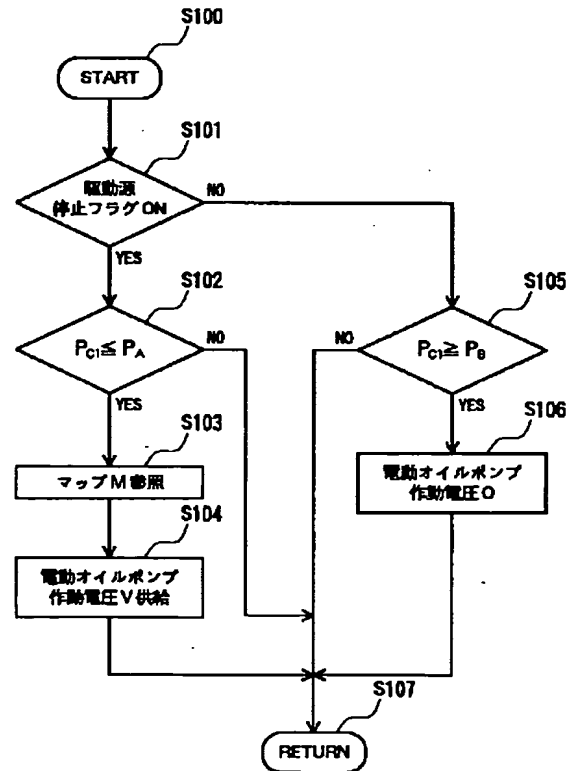 S100
START
S101
駆動源
停止フラグON
NO
YES
S102
P_C1≦P_A
NO
YES
S105
P_C1≧P_B
NO
YES
S103
マップM参照
S106
電動オイルポンプ
作動電圧0
S104
電動オイルポンプ
作動電圧V供給
S107
RETURN